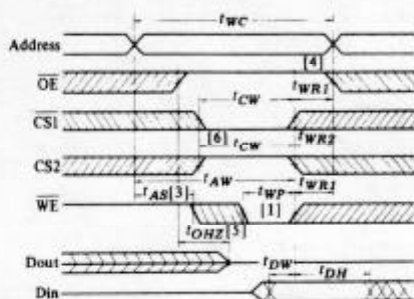 tWC
Address
[4]
OE
tWR1
tCW
CS1
[6]
tCW
tWR2
CS2
tAW
tAS[3]
tWP
tWR1
WE
[1]
tOHZ[5]
Dout
tDW
tDH
Din